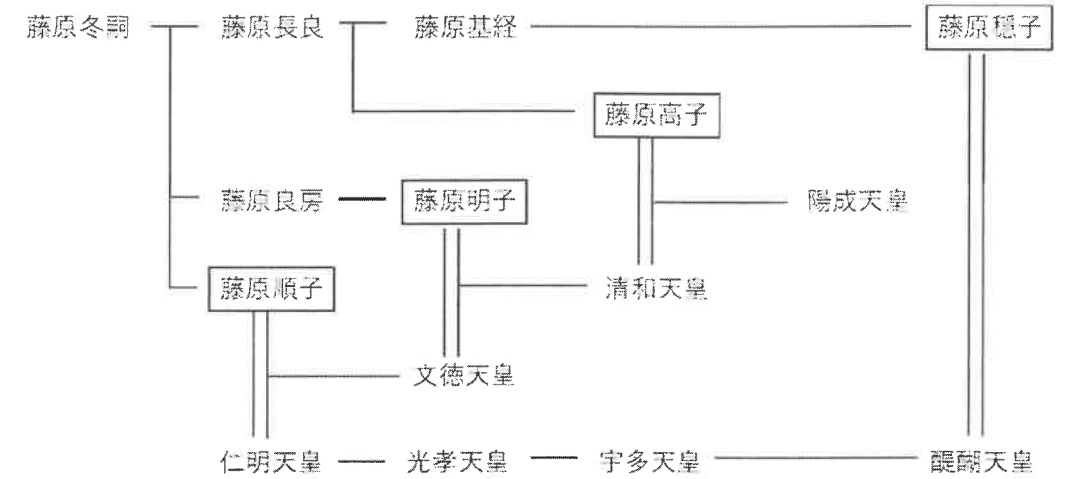 藤原冬嗣 藤原長良 藤原基経 藤原穏子
藤原高子
藤原良房 藤原明子 陽成天皇
藤原順子 清和天皇
文徳天皇
仁明天皇 光孝天皇 宇多天皇 醍醐天皇